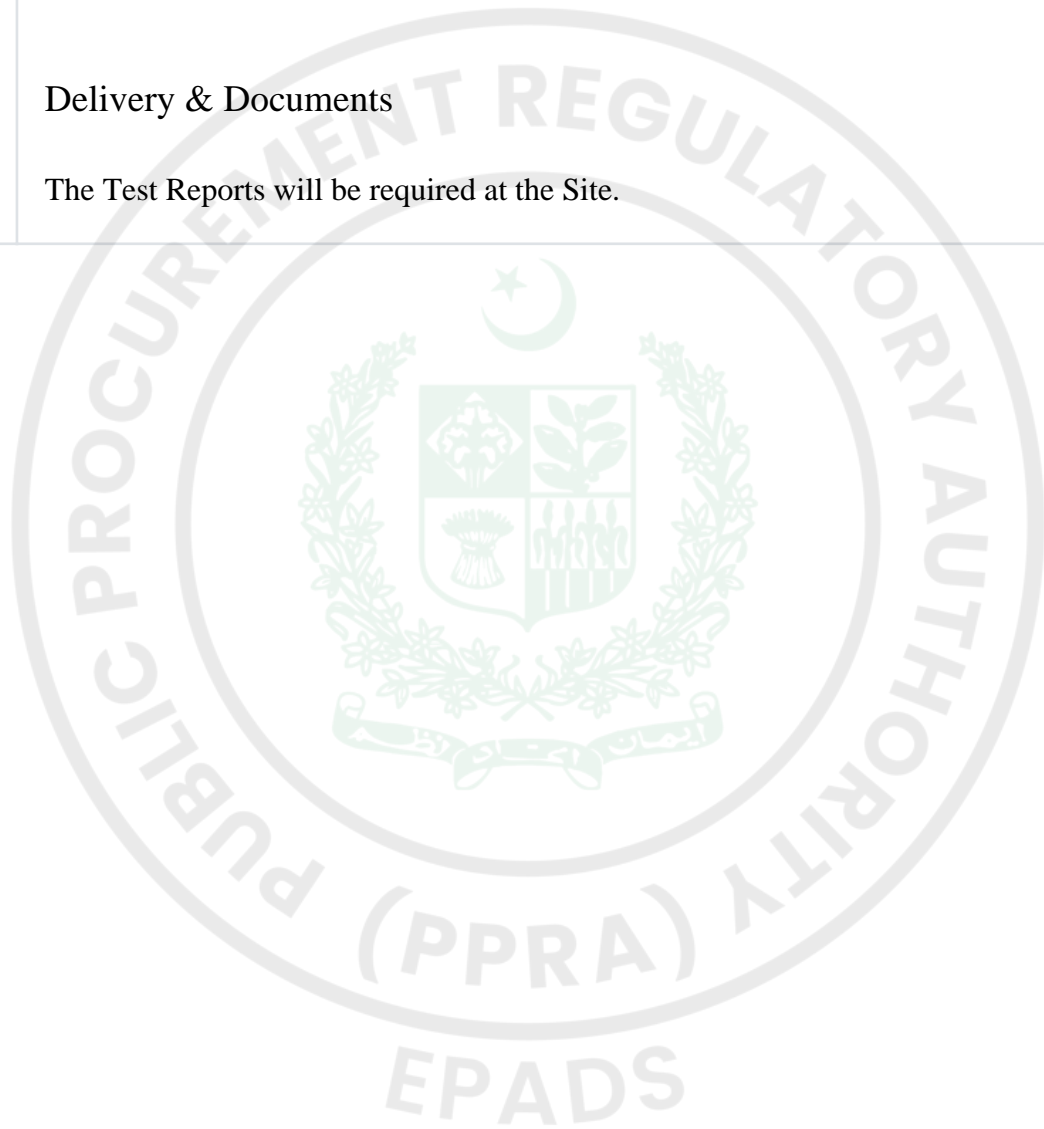 Delivery & Documents
The Test Reports will be required at the Site.
PUBLIC PROCUREMENT REGULATORY AUTHORITY
(PPRA)
EPADS